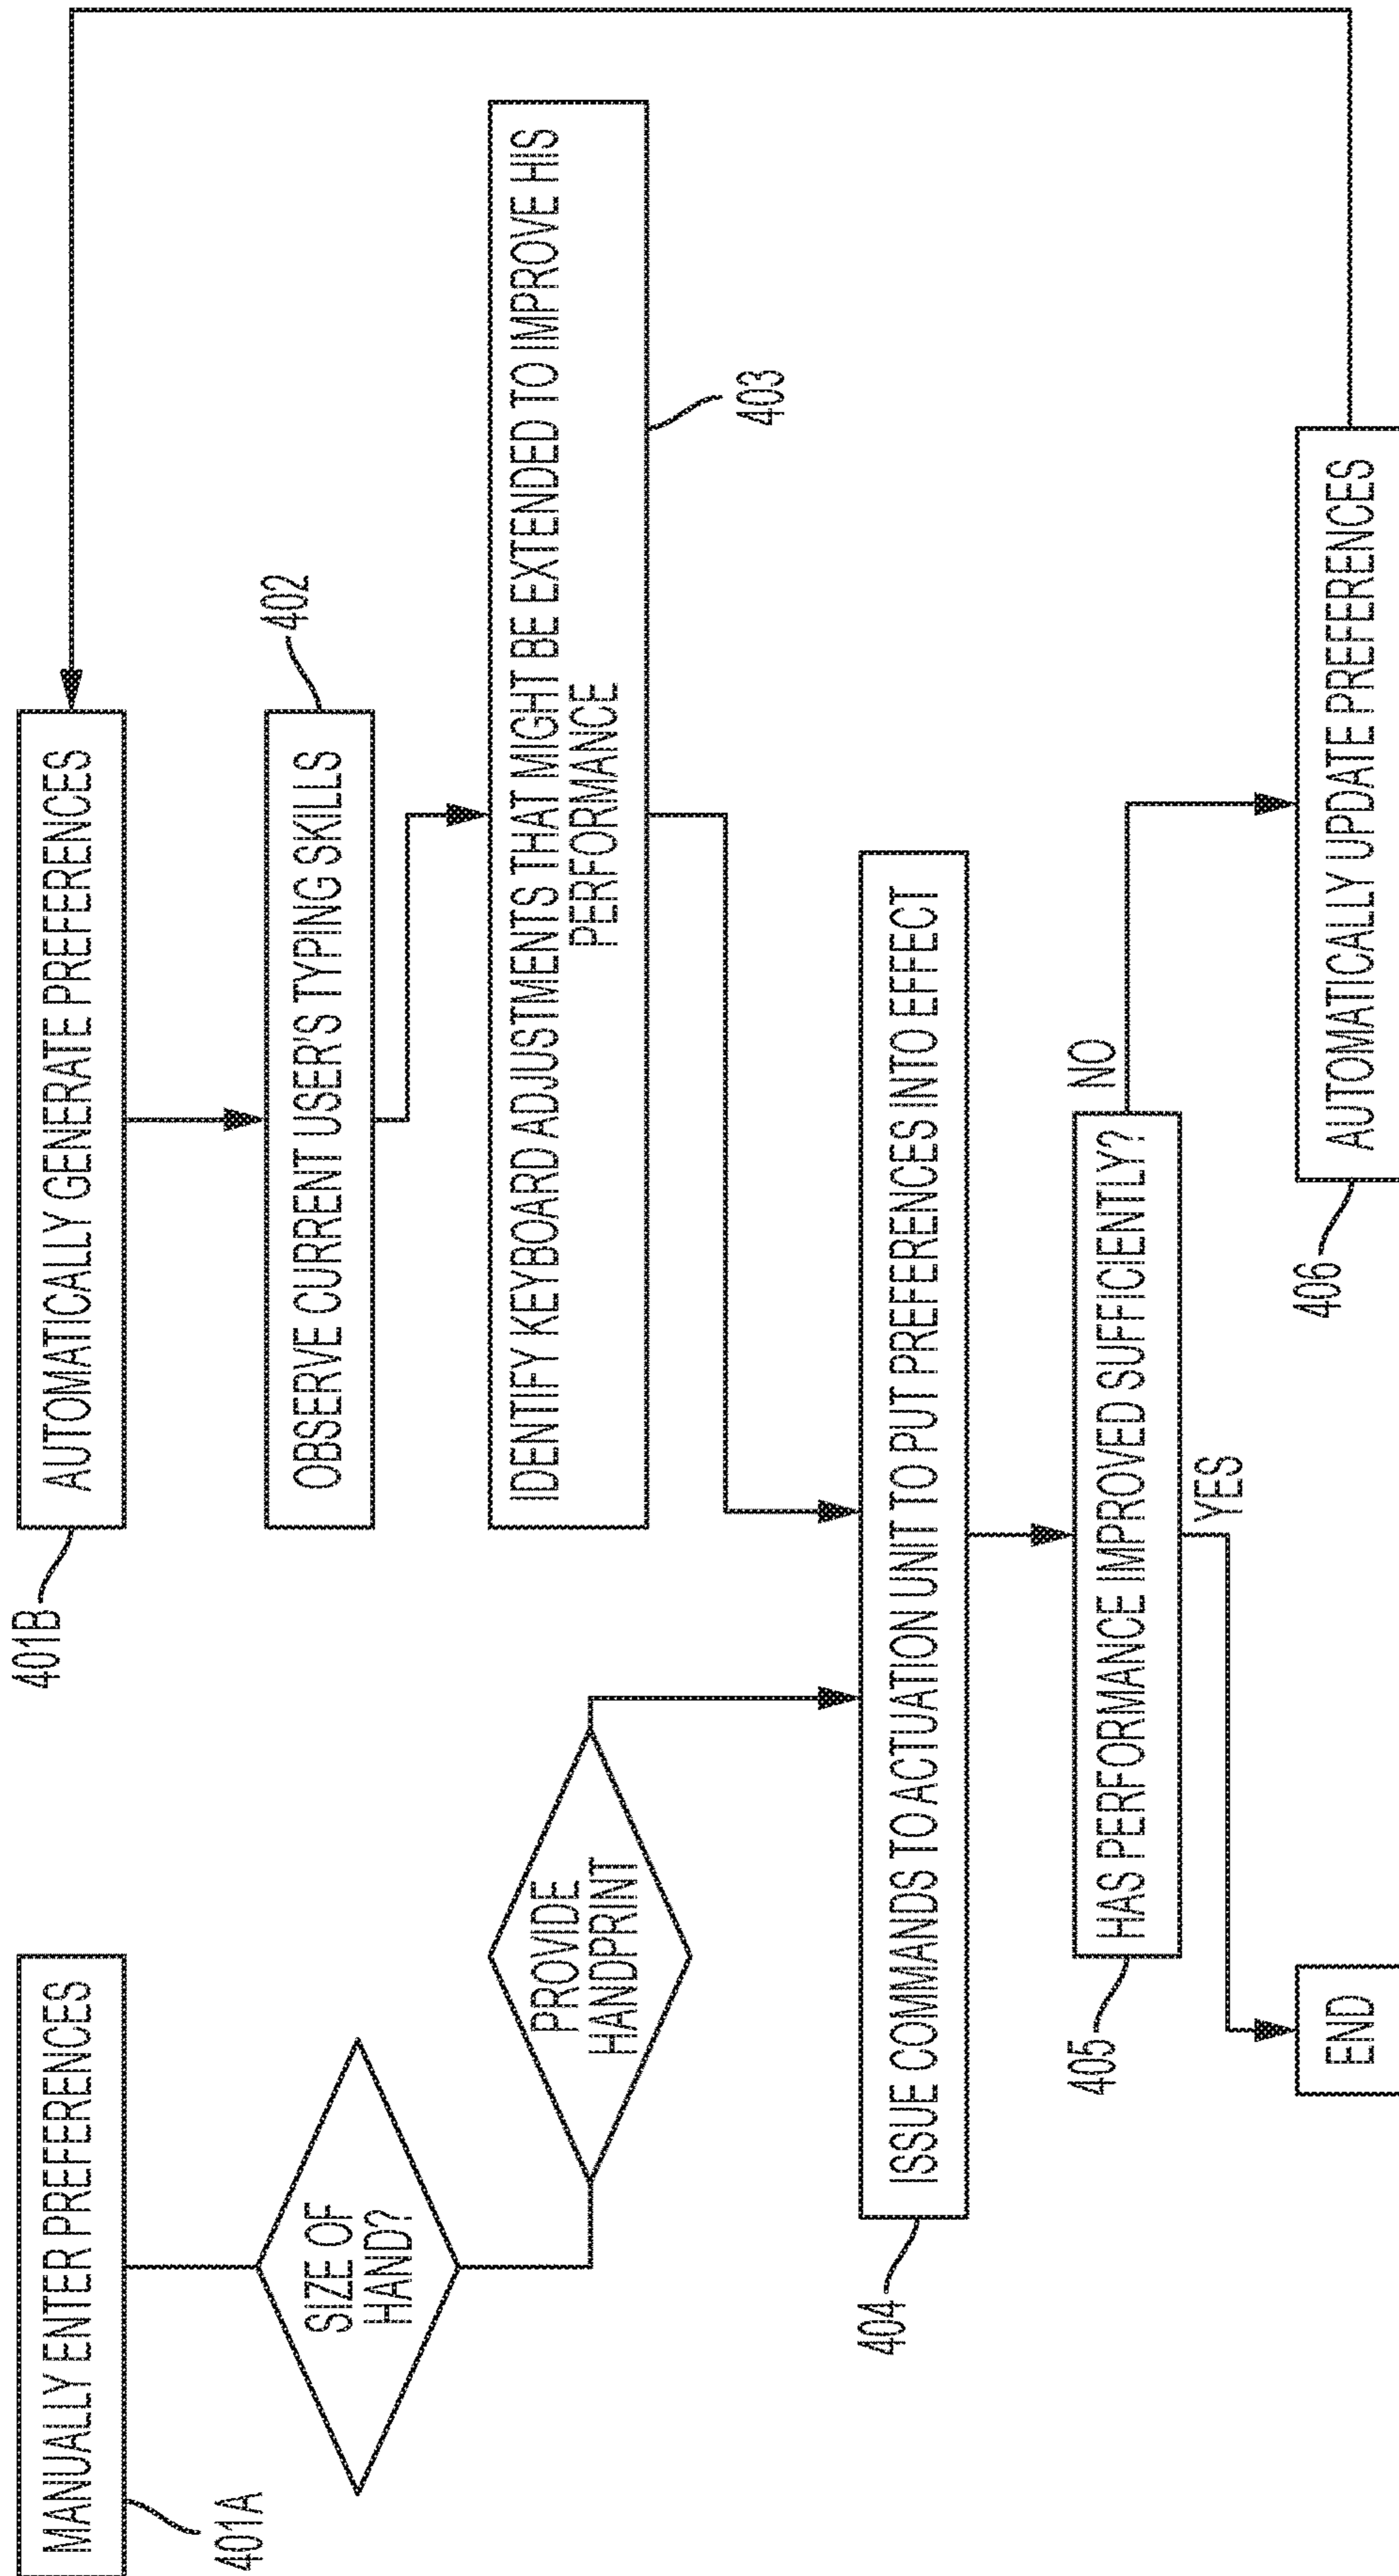 MANUALLY ENTER PREFERENCES
401A
AUTOMATICALLY GENERATE PREFERENCES
401B
SIZE OF
HAND?
OBSERVE CURRENT USER'S TYPING SKILLS
402
PROVIDE
HANDPRINT
IDENTIFY KEYBOARD ADJUSTMENTS THAT MIGHT BE EXTENDED TO IMPROVE HIS
PERFORMANCE
403
ISSUE COMMANDS TO ACTUATION UNIT TO PUT PREFERENCES INTO EFFECT
404
HAS PERFORMANCE IMPROVED SUFFICIENTLY?
405
NO
YES
END
AUTOMATICALLY UPDATE PREFERENCES
406